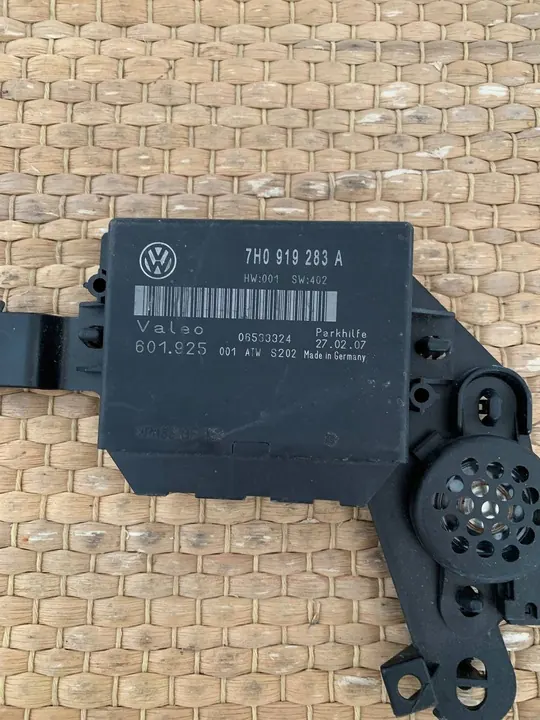 7H0 919 283 A
HW:001 SW:402
Valeo 06533324 Parkhilfe
601.925 001 ATW S202 27.02.07
Made in Germany